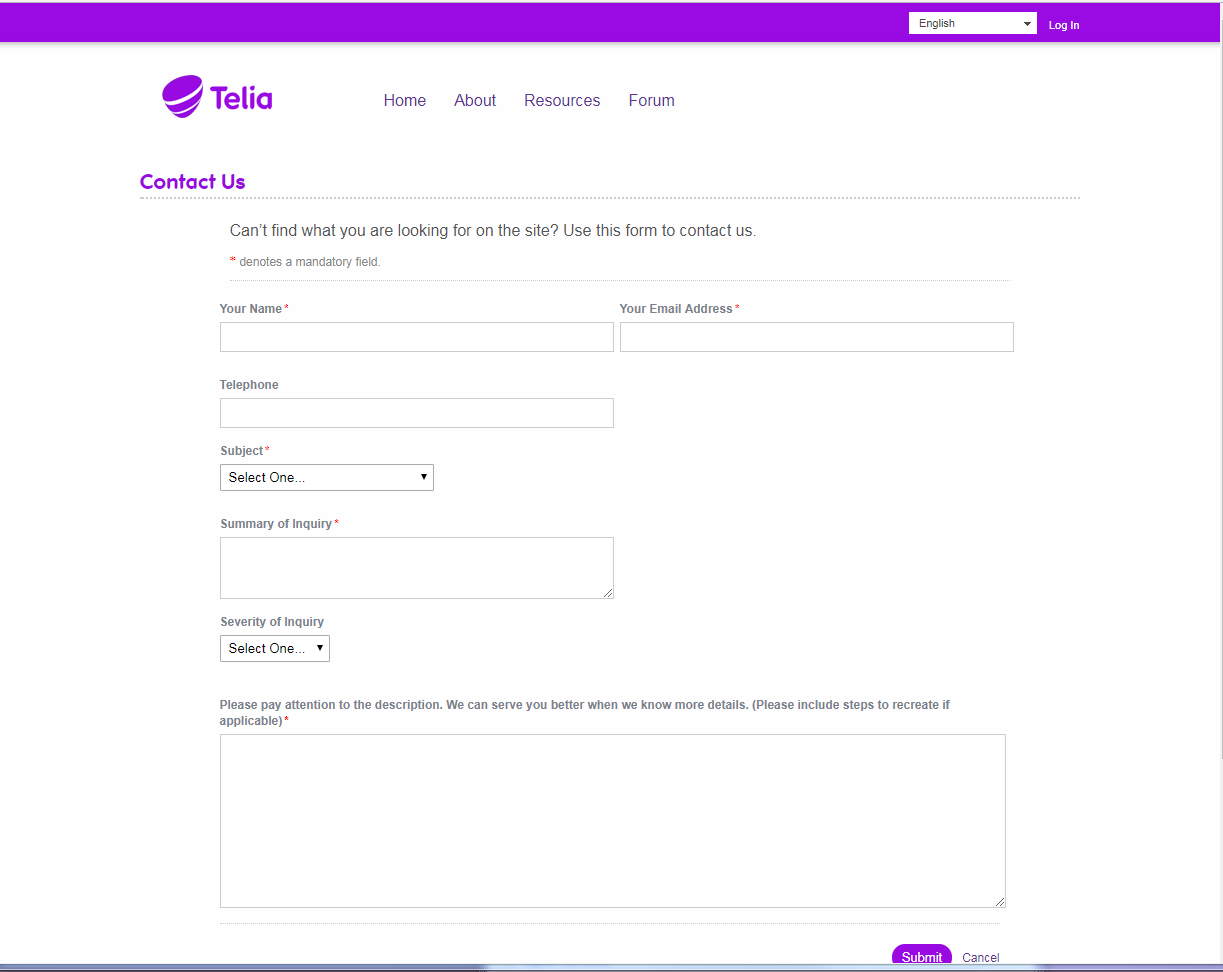 English
Log In
Telia
Home About Resources Forum
Contact Us
Can't find what you are looking for on the site? Use this form to contact us.
* denotes a mandatory field.
Your Name* Your Email Address*
Telephone
Subject*
Select One...
Summary of Inquiry*
Severity of Inquiry
Select One...
Please pay attention to the description. We can serve you better when we know more details. (Please include steps to recreate if
applicable)*
Submit Cancel